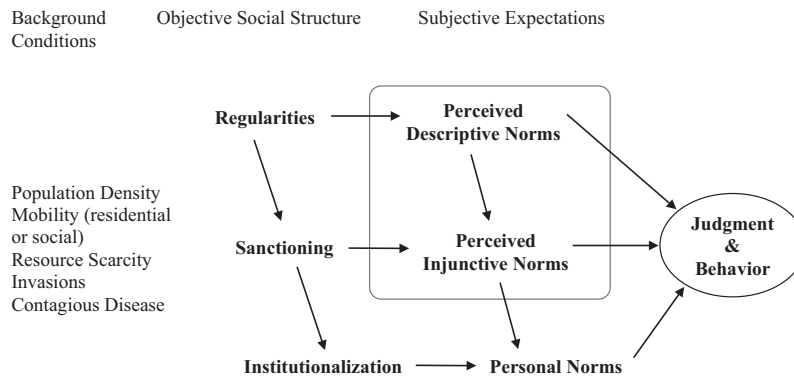 Background
Conditions
Objective Social Structure
Subjective Expectations
Regularities
Perceived
Descriptive Norms
Population Density
Mobility (residential
or social)
Resource Scarcity
Invasions
Contagious Disease
Sanctioning
Perceived
Injunctive Norms
Judgment
&
Behavior
Institutionalization
Personal Norms